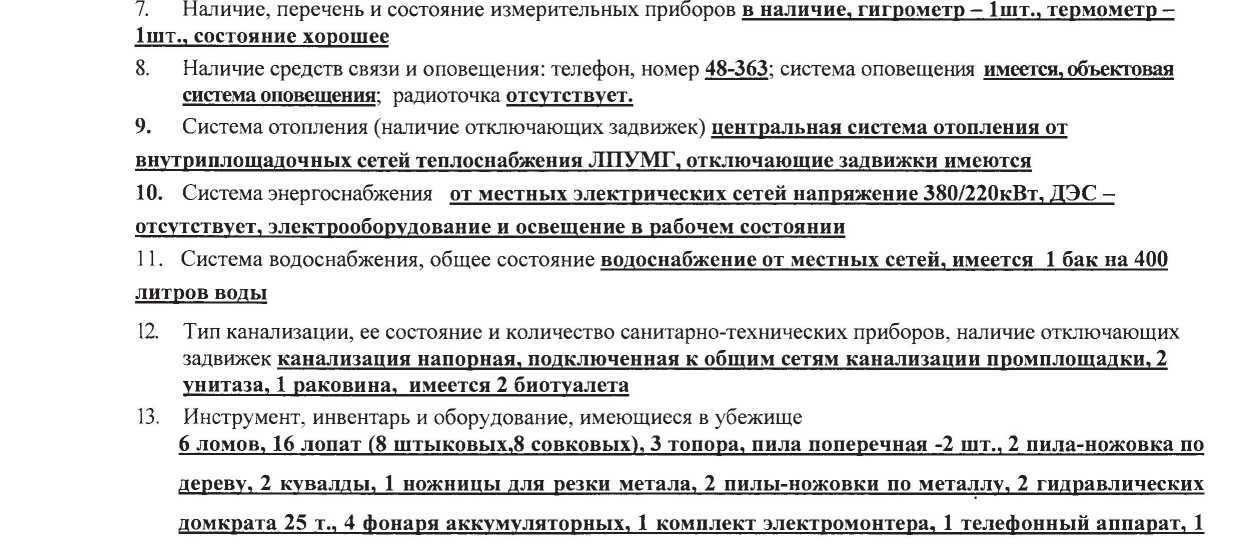 7. Наличие, перечень и состояние измерительных приборов в наличие, гигрометр – 1шт., термометр –
1шт., состояние хорошее
8. Наличие средств связи и оповещения: телефон, номер 48-363; система оповещения имеется, объектовая
система оповещения; радиоточка отсутствует.
9. Система отопления (наличие отключающих задвижек) центральная система отопления от
внутриплощадочных сетей теплоснабжения ЛПУМГ, отключающие задвижки имеются
10. Система энергоснабжения от местных электрических сетей напряжение 380/220кВт, ДЭС –
отсутствует, электрооборудование и освещение в рабочем состоянии
11. Система водоснабжения, общее состояние водоснабжение от местных сетей, имеется 1 бак на 400
литров воды
12. Тип канализации, ее состояние и количество санитарно-технических приборов, наличие отключающих
задвижек канализация напорная, подключенная к общим сетям канализации промплощадки, 2
унитаза, 1 раковина, имеется 2 биотуалета
13. Инструмент, инвентарь и оборудование, имеющиеся в убежище
6 ломов, 16 лопат (8 штыковых,8 совковых), 3 топора, пила поперечная -2 шт., 2 пила-ножовка по
дереву, 2 кувалды, 1 ножницы для резки метала, 2 пилы-ножовки по металлу, 2 гидравлических
домкрата 25 т., 4 фонаря аккумуляторных, 1 комплект электромонтера, 1 телефонный аппарат, 1